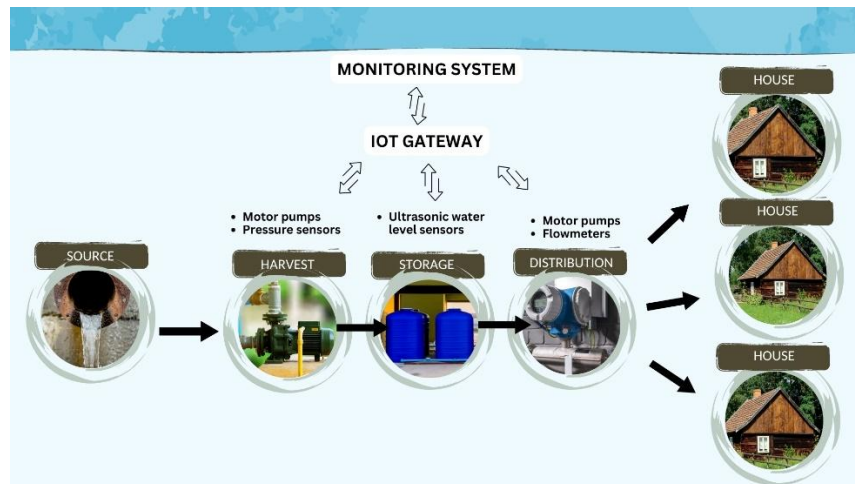 MONITORING SYSTEM
IOT GATEWAY
• Motor pumps
• Pressure sensors
• Ultrasonic water
level sensors
• Motor pumps
• Flowmeters
SOURCE
HARVEST
STORAGE
DISTRIBUTION
HOUSE
HOUSE
HOUSE